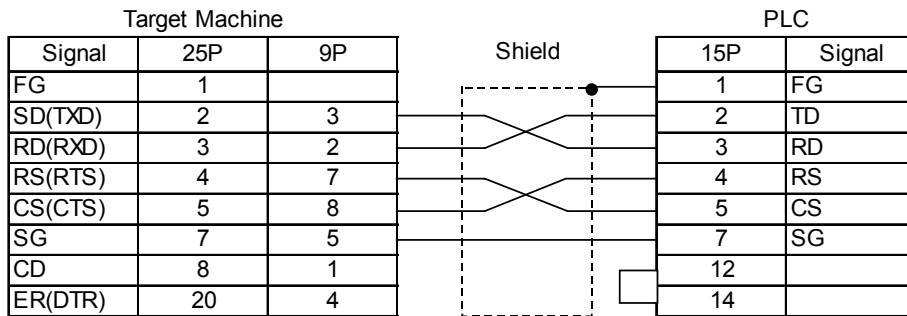 Target Machine PLC
Signal 25P 9P Shield 15P Signal
FG 1 1 FG
SD(TXD) 2 3 2 TD
RD(RXD) 3 2 3 RD
RS(RTS) 4 7 4 RS
CS(CTS) 5 8 5 CS
SG 7 5 7 SG
CD 8 1 12
ER(DTR) 20 4 14